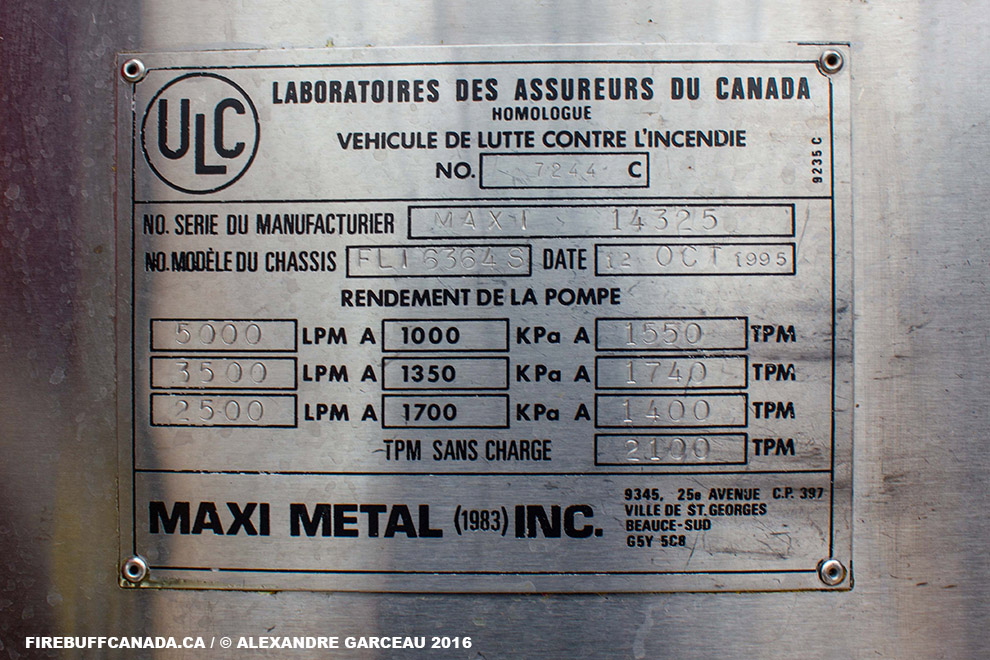 ULC
LABORATOIRES DES ASSUREURS DU CANADA
HOMOLOGUE
VEHICULE DE LUTTE CONTRE L'INCENDIE
NO. 7244 C
9235 C
NO. SERIE DU MANUFACTURIER MAXI 14325
NO. MODÈLE DU CHASSIS FL16364S DATE 12 OCT 1995
RENDEMENT DE LA POMPE
5000 LPM A 1000 KPa A 1550 TPM
3500 LPM A 1350 KPa A 1740 TPM
2500 LPM A 1700 KPa A 1400 TPM
TPM SANS CHARGE 2100 TPM
MAXI METAL (1983) INC.
9345, 25e AVENUE C.P. 397
VILLE DE ST. GEORGES
BEAUCE-SUD
G5Y 5C8
FIREBUFFCANADA.CA / © ALEXANDRE GARCEAU 2016